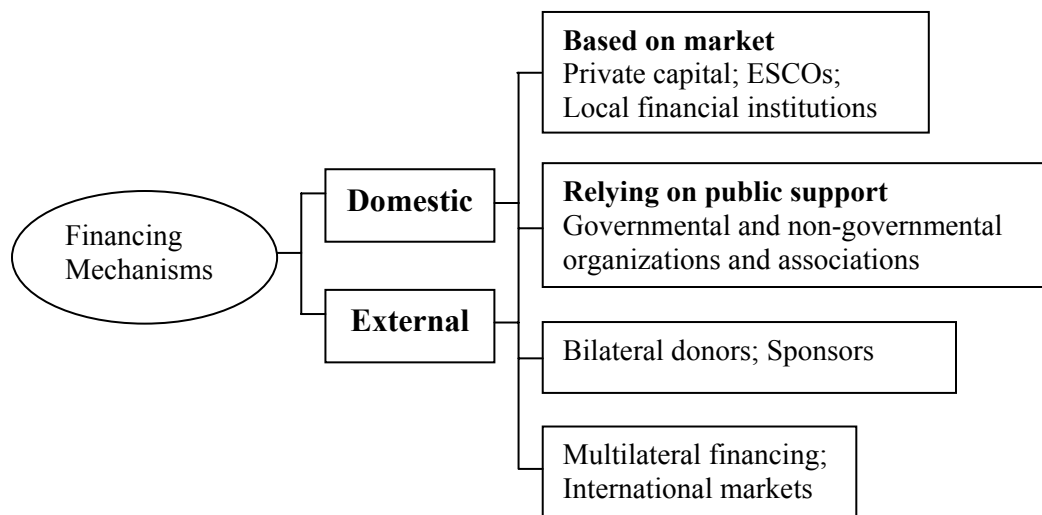 Financing
Mechanisms
Domestic
External
Based on market
Private capital; ESCOs;
Local financial institutions
Relying on public support
Governmental and non-governmental
organizations and associations
Bilateral donors; Sponsors
Multilateral financing;
International markets